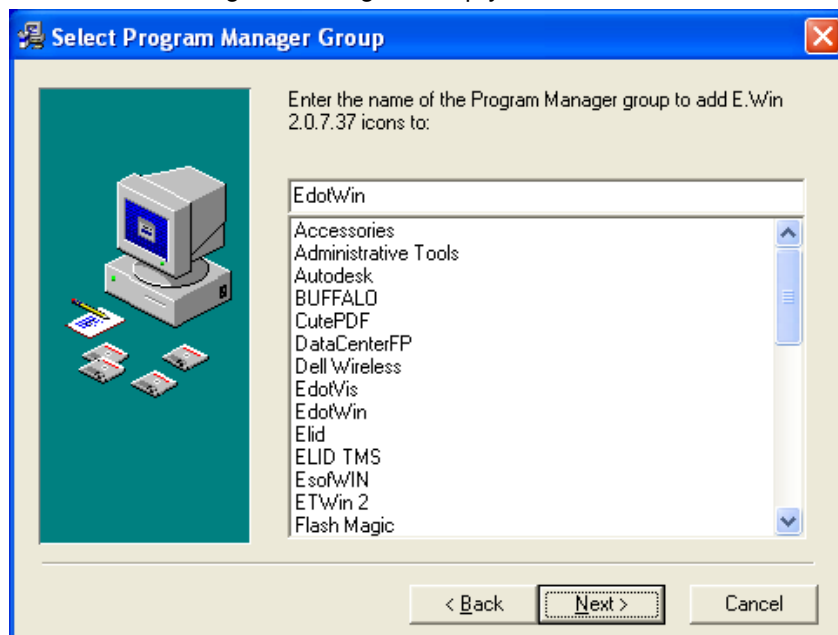 Select Program Manager Group
Enter the name of the Program Manager group to add E.Win
2.0.7.37 icons to:
EdotWin
Accessories
Administrative Tools
Autodesk
BUFFALO
CutePDF
DataCenterFP
Dell Wireless
EdotVis
EdotWin
Elid
ELID TMS
EsofWIN
ETWin 2
Flash Magic
< Back
Next >
Cancel